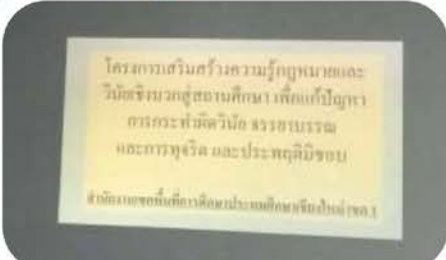 โครงการเสริมสร้างความรู้กฎหมายและ
วินัยเชิงบวกสู่สถานศึกษา เพื่อแก้ปัญหา
การกระทำผิดวินัย จรรยาบรรณ
และการทุจริต และประพฤติมิชอบ
สำนักงานเขตพื้นที่การศึกษาประถมศึกษาเชียงใหม่ เขต 1